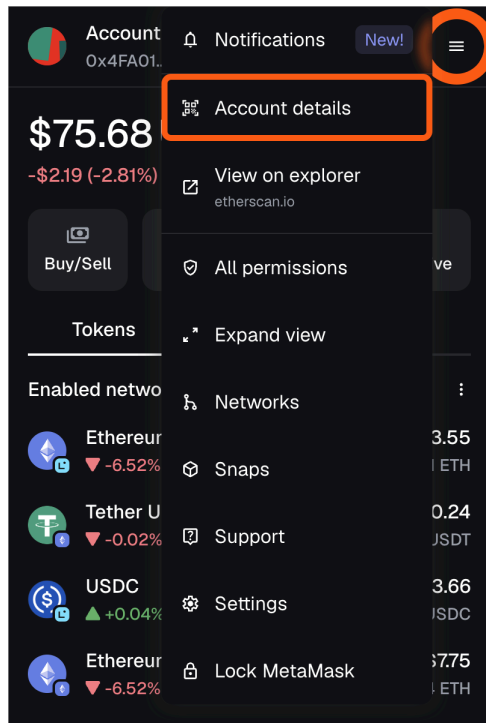 Account
0x4FA01..
Notifications
New!
Account details
$75.68
-$2.19 (-2.81%)
View on explorer
etherscan.io
Buy/Sell
All permissions
ve
Tokens
Expand view
Enabled netwo
Networks
Ethereur
3.55
-6.52%
ETH
Snaps
Tether U
0.24
-0.02%
USDT
Support
USDC
3.66
+0.04%
USDC
Settings
Ethereur
$7.75
-6.52%
ETH
Lock MetaMask